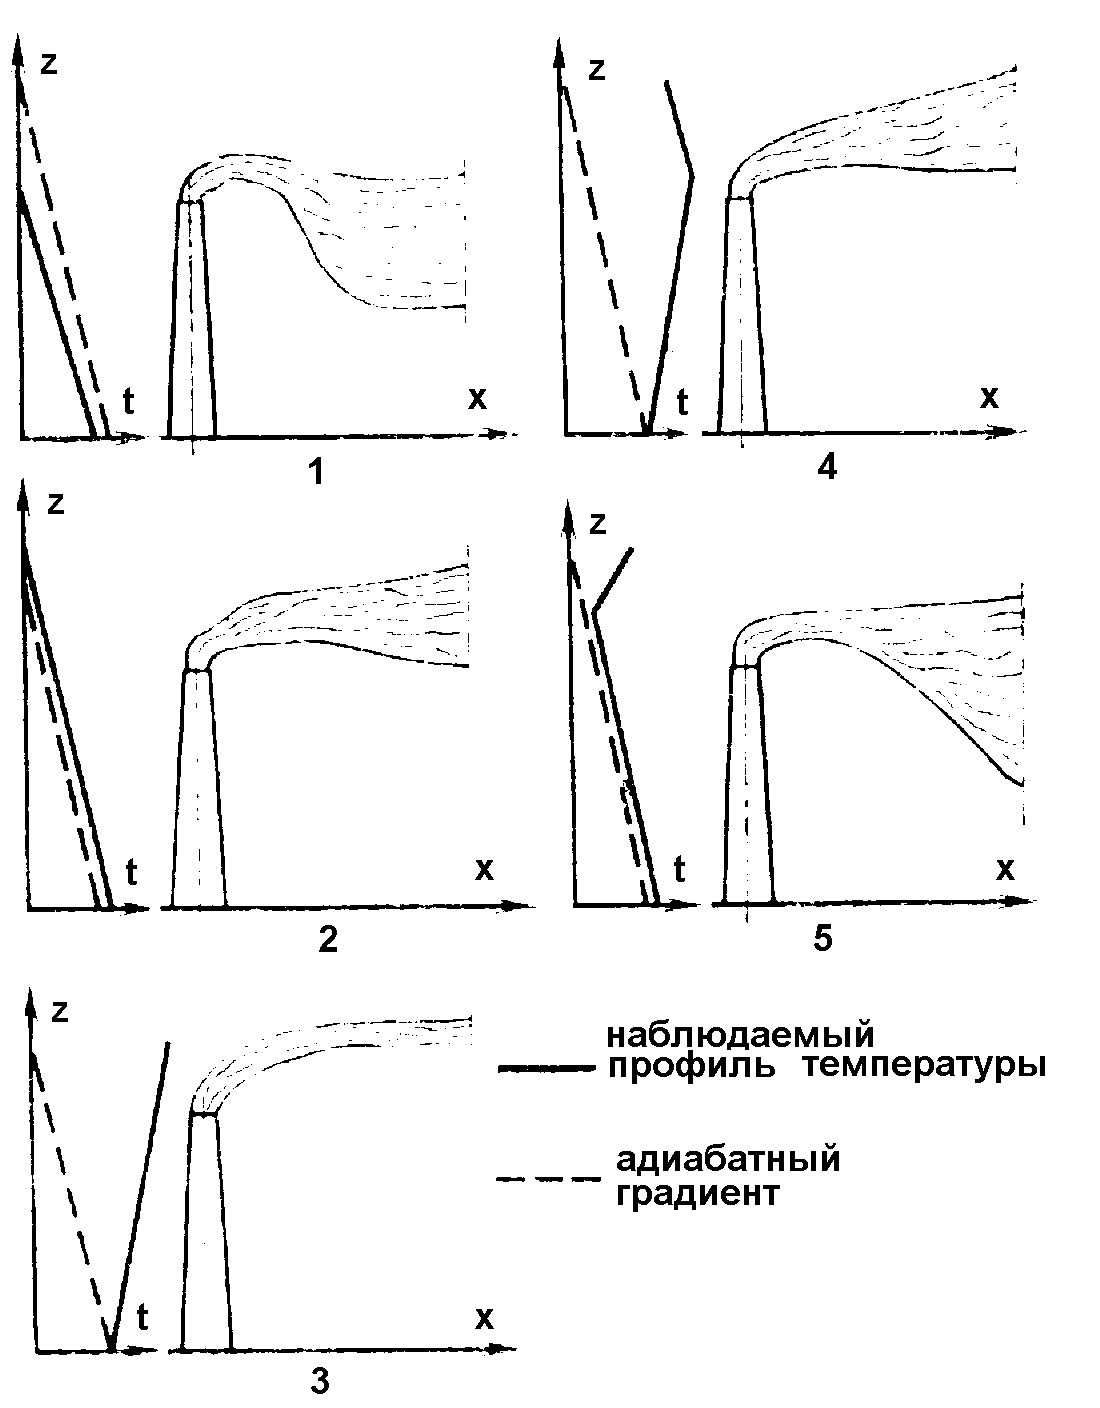 z
t
x
1
z
t
x
4
z
t
x
2
z
t
x
5
z
t
x
3
наблюдаемый
профиль температуры
адиабатный
градиент